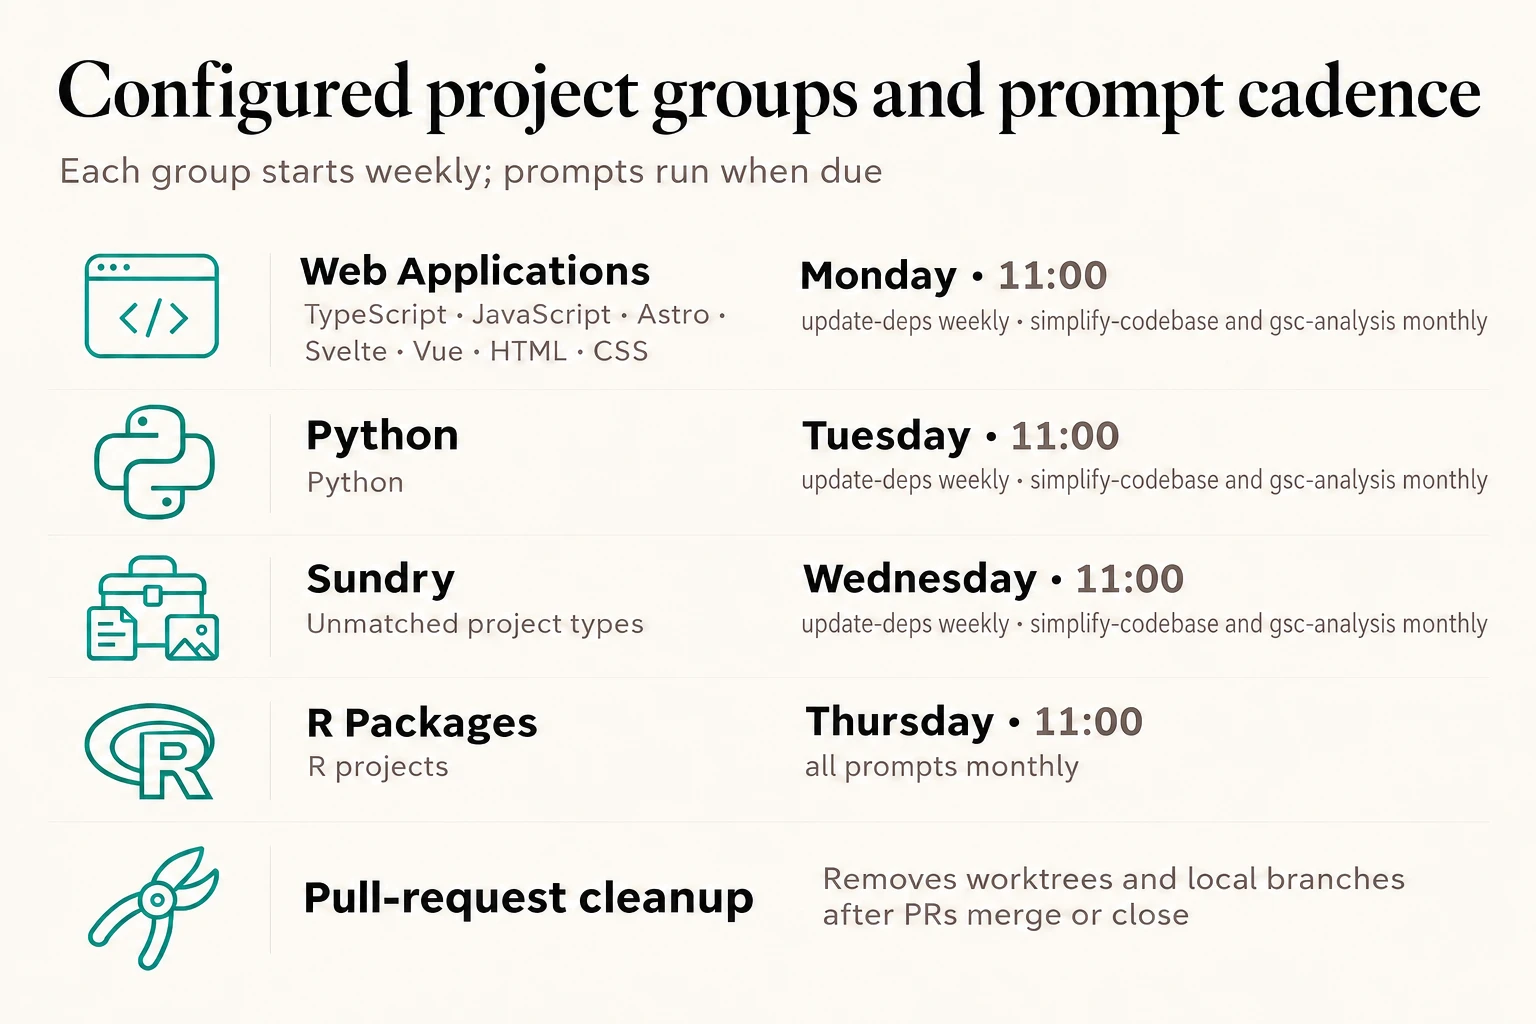 Configured project groups and prompt cadence
Each group starts weekly; prompts run when due
Web Applications
TypeScript • JavaScript • Astro •
Svelte • Vue • HTML • CSS
Monday • 11:00
update-deps weekly • simplify-codebase and gsc-analysis monthly
Python
Python
Tuesday • 11:00
update-deps weekly • simplify-codebase and gsc-analysis monthly
Sundry
Unmatched project types
Wednesday • 11:00
update-deps weekly • simplify-codebase and gsc-analysis monthly
R
R Packages
R projects
Thursday • 11:00
all prompts monthly
Pull-request cleanup
Removes worktrees and local branches
after PRs merge or close